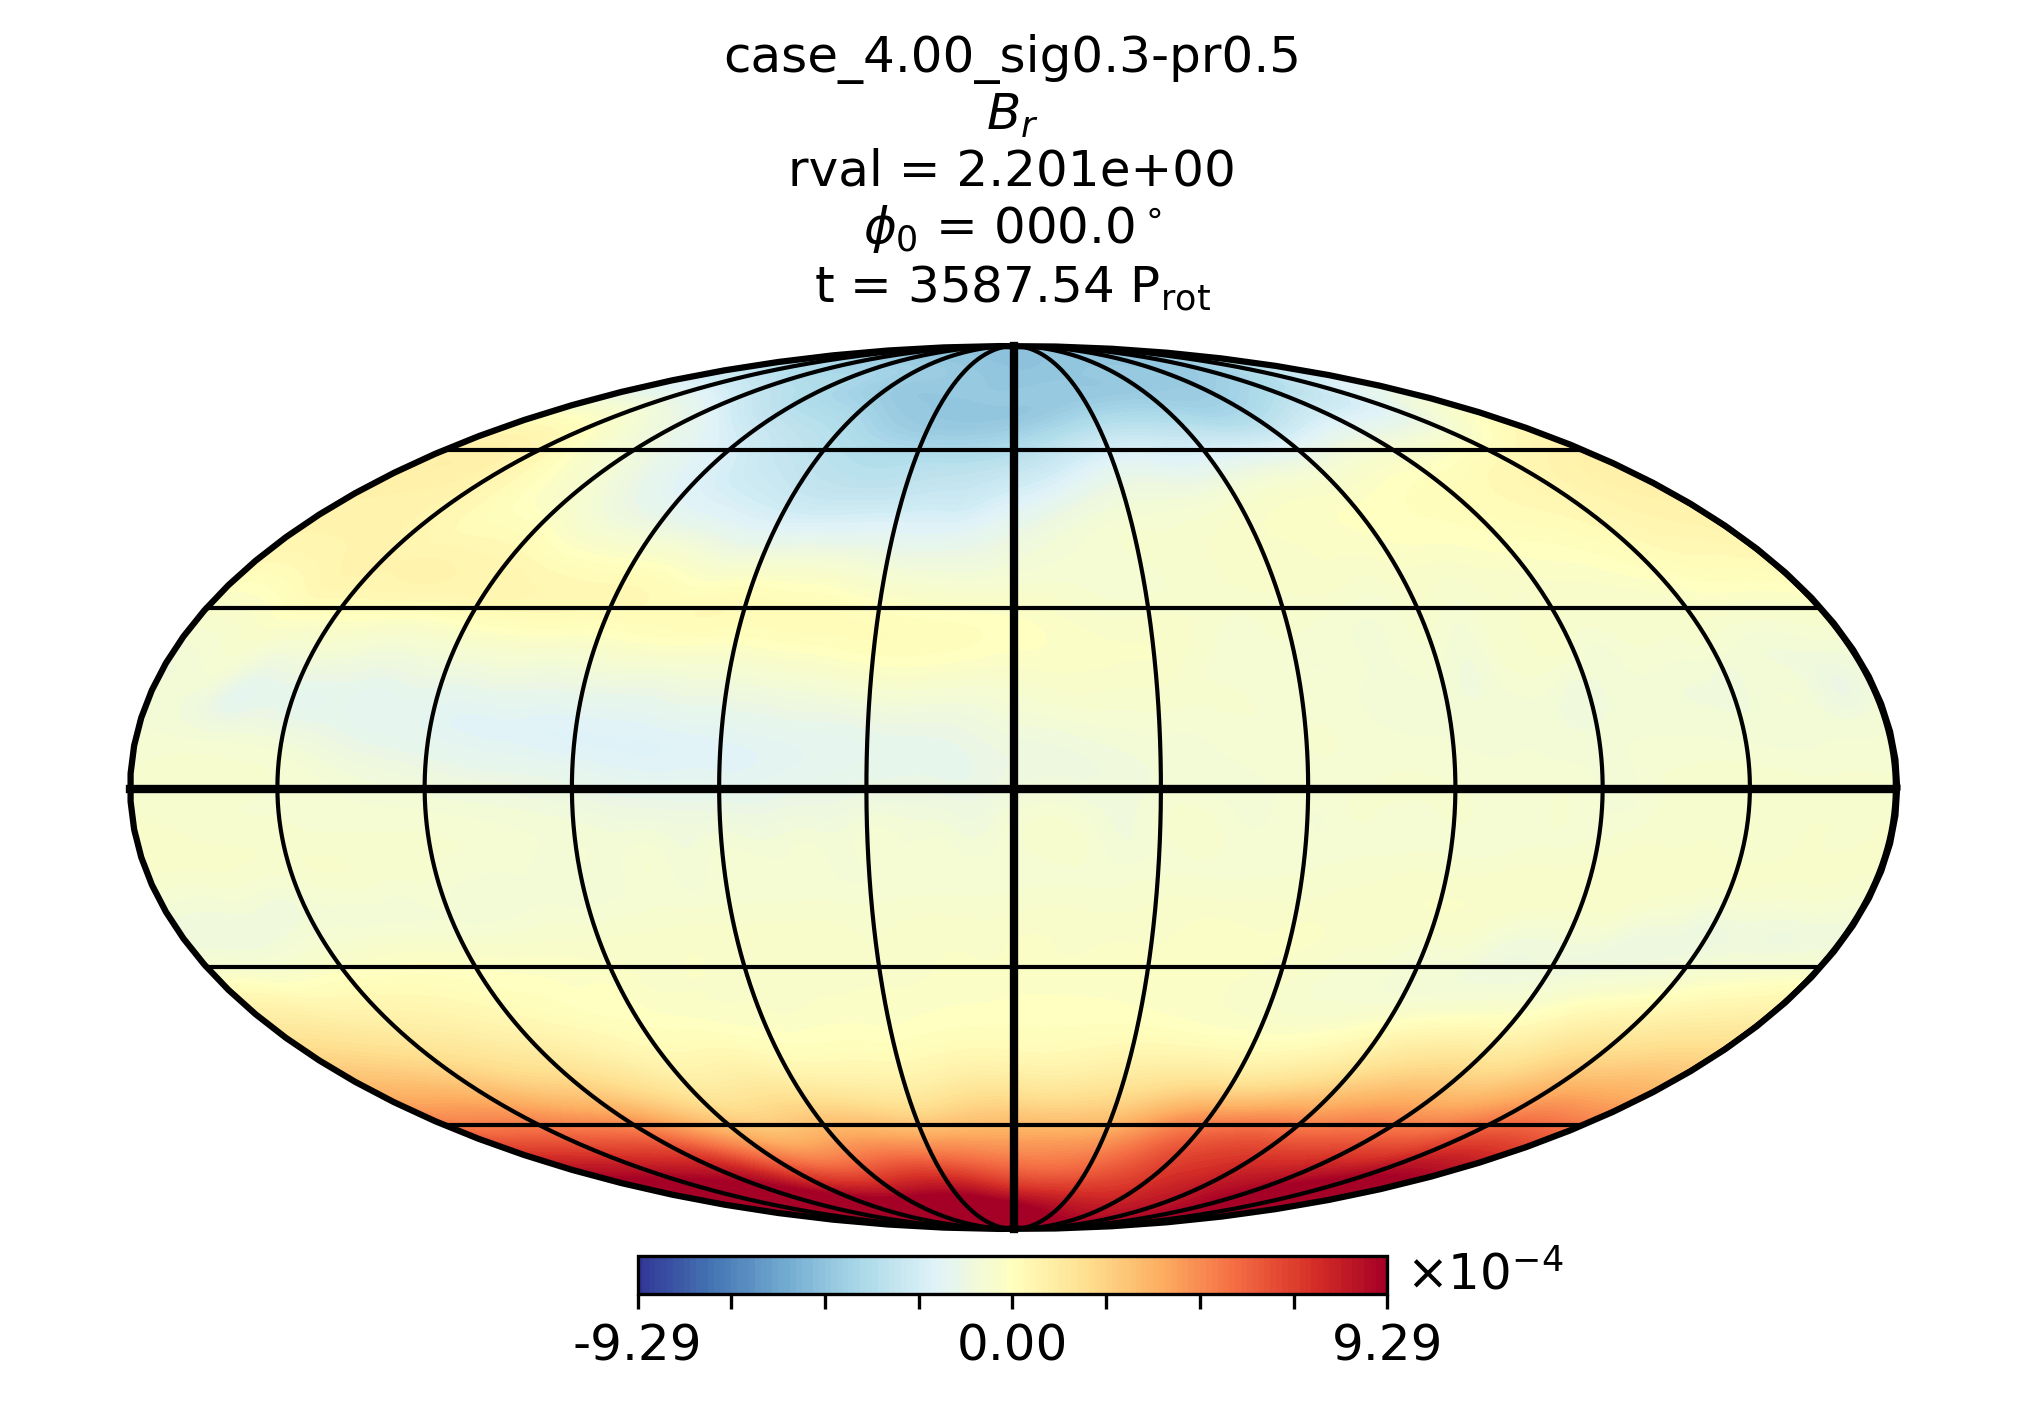 case_4.00_sig0.3-pr0.5
B_r
rval = 2.201e+00
ϕ_0 = 000.0°
t = 3587.54 P_rot
×10^−4
-9.29 0.00 9.29